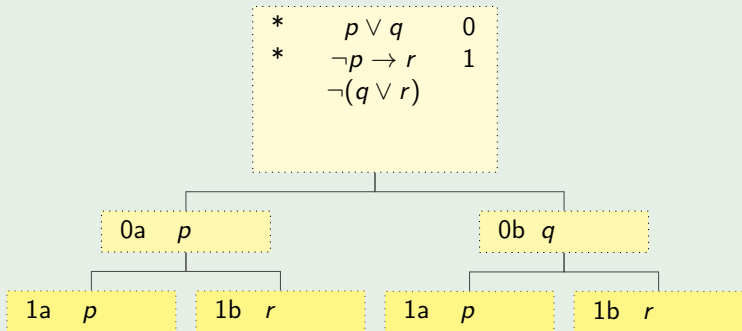 * p ∨ q 0
* ¬p → r 1
¬(q ∨ r)
0a p 0b q
1a p 1b r 1a p 1b r